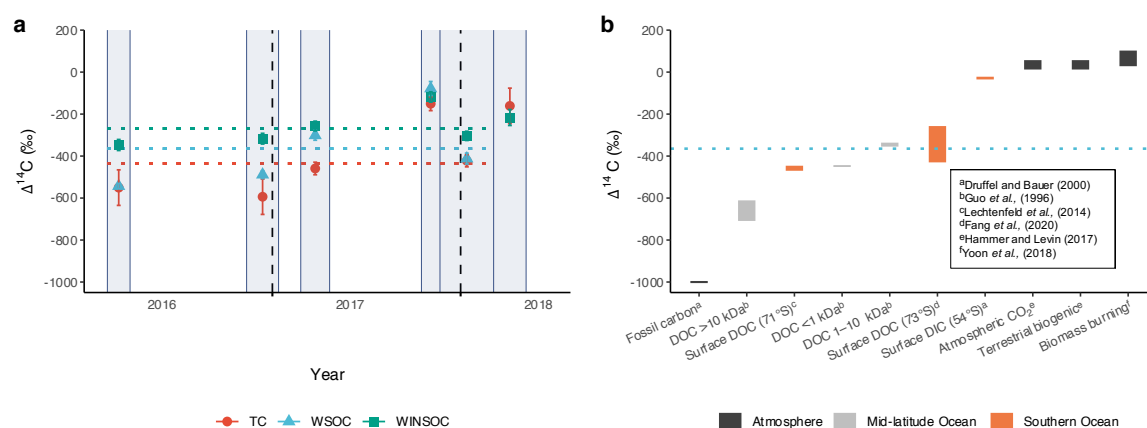 a
200
0
-200
-400
-600
-800
-1000
Δ¹⁴C (‰)
2016
2017
2018
Year
TC
WSOC
WINSOC
b
200
0
-200
-400
-600
-800
-1000
Δ¹⁴C (‰)
ᵃDruffel and Bauer (2000)
ᵇGuo et al., (1996)
ᶜLechtenfeld et al., (2014)
ᵈFang et al., (2020)
ᵉHammer and Levin (2017)
ᶠYoon et al., (2018)
Fossil carbonᵃ
DOC >10 kDaᵇ
Surface DOC (71°S)ᶜ
DOC <1 kDaᵇ
DOC 1–10 kDaᵇ
Surface DOC (73°S)ᵈ
Surface DIC (54°S)ᵃ
Atmospheric CO₂ᵉ
Terrestrial biogenicᵉ
Biomass burningᶠ
Atmosphere
Mid-latitude Ocean
Southern Ocean